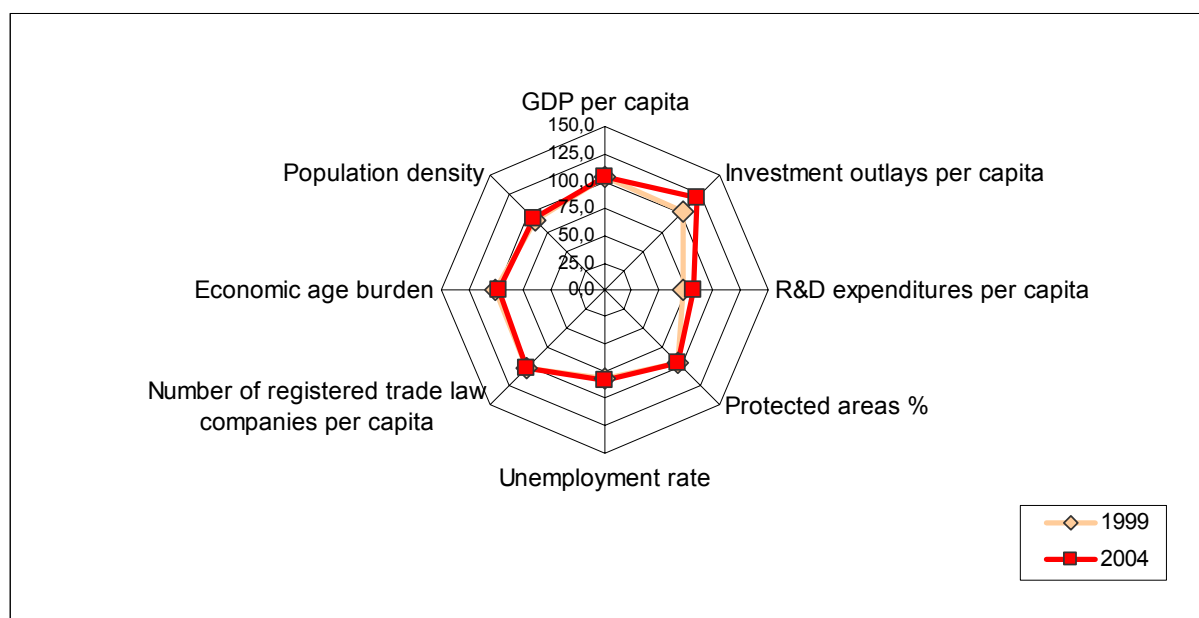 GDP per capita
150,0
125,0
100,0
75,0
50,0
25,0
0,0
Population density
Investment outlays per capita
Economic age burden
R&D expenditures per capita
Number of registered trade law
companies per capita
Protected areas %
Unemployment rate
1999
2004